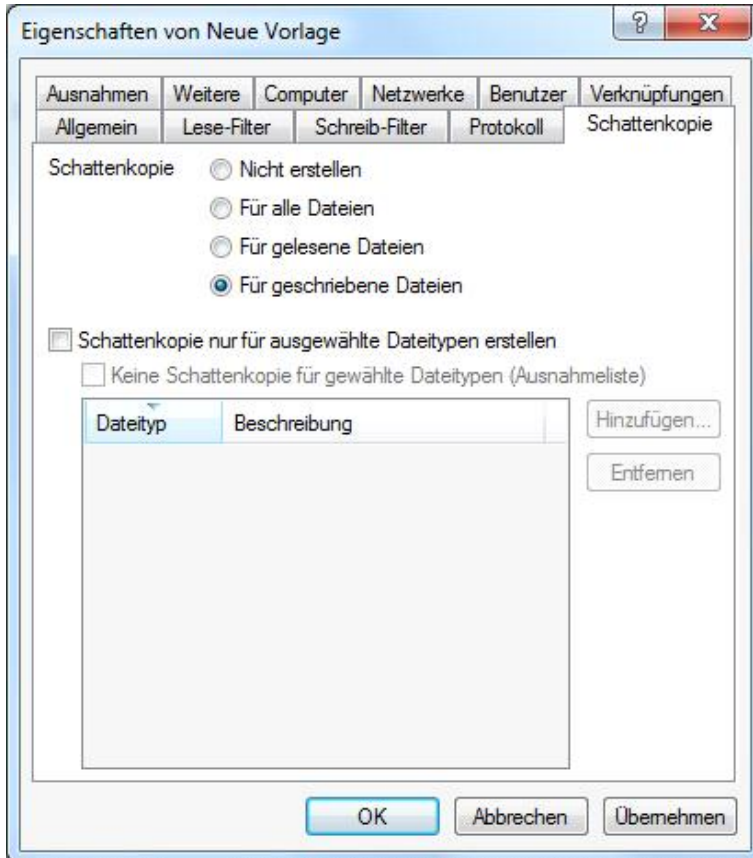 Eigenschaften von Neue Vorlage
?
Ausnahmen Weitere Computer Netzwerke Benutzer Verknüpfungen
Allgemein Lese-Filter Schreib-Filter Protokoll Schattenkopie
Schattenkopie Nicht erstellen
Für alle Dateien
Für gelesene Dateien
Für geschriebene Dateien
Schattenkopie nur für ausgewählte Dateitypen erstellen
Keine Schattenkopie für gewählte Dateitypen (Ausnahmeliste)
Dateityp Beschreibung Hinzufügen...
Entfernen
OK Abbrechen Übernehmen